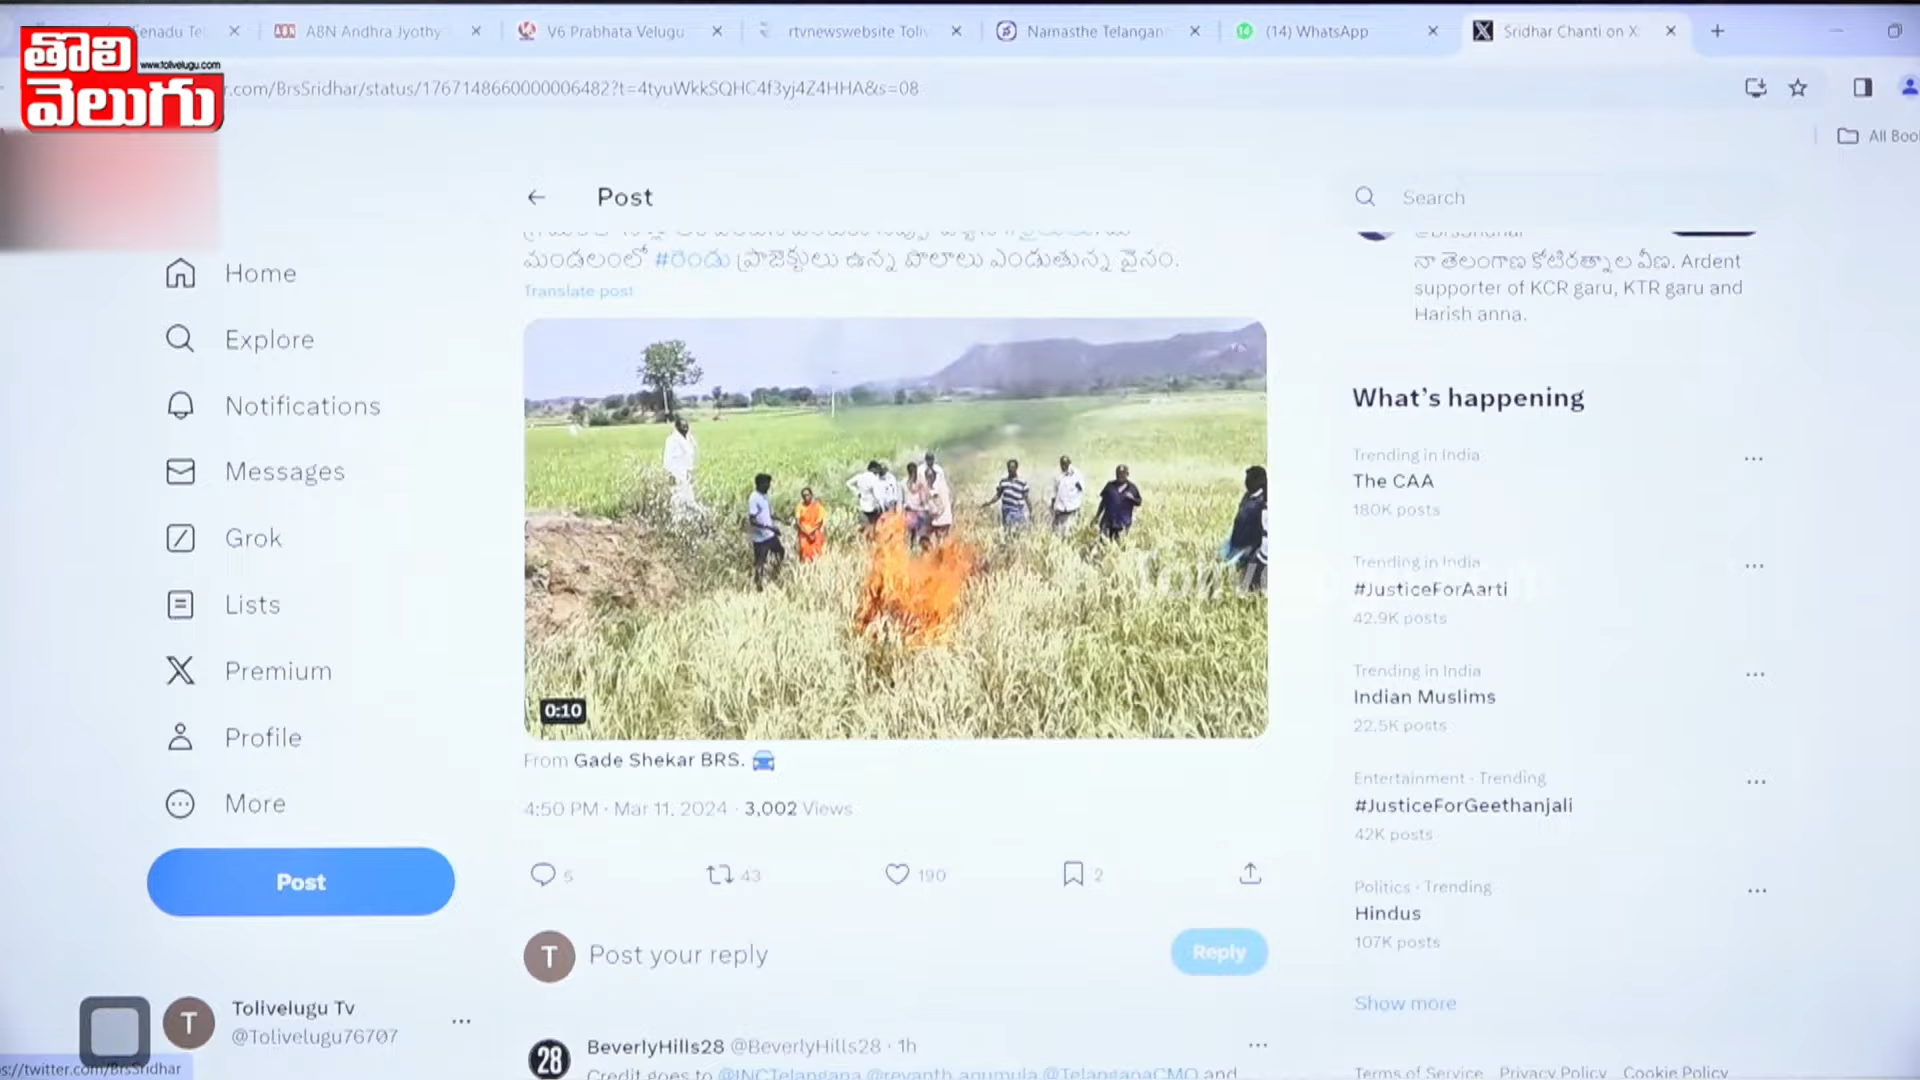 తొలి
వెలుగు
www.tolivelugu.com
A8N Andhra Jyothy
V6 Prabhata Velugu
rtvnewswebsite Toliv
Namasthe Telangan
(14) WhatsApp
Sridhar Chanti on X
r.com/BrsSridhar/status/1767148660000006482?t=4tyuWkkSQHC4f3yj4Z4HHA&s=08
All Boo
Home
Explore
Notifications
Messages
Grok
Lists
Premium
Profile
More
Post
Tolivelugu Tv
@Tolivelugu76707
s://twitter.com/BrsSridhar
Post
మండలంలో #రెండు ప్రాజెక్టులు ఉన్న పొలాలు ఎండుతున్న వైనం.
Translate post
0:10
From Gade Shekar BRS.
4:50 PM · Mar 11, 2024 · 3,002 Views
5
43
190
2
T
Post your reply
Reply
28
BeverlyHills28 @BeverlyHills28 · 1h
Credit goes to @INCTelangana @revanth_anumula @TelanganaCMO and
Search
@BrsSridhar
నా తెలంగాణ కోటిరత్నాల వీణ. Ardent
supporter of KCR garu, KTR garu and
Harish anna.
What's happening
Trending in India
The CAA
180K posts
Trending in India
#JusticeForAarti
42.9K posts
Trending in India
Indian Muslims
22.5K posts
Entertainment · Trending
#JusticeForGeethanjali
42K posts
Politics · Trending
Hindus
107K posts
Show more
Terms of Service Privacy Policy Cookie Policy